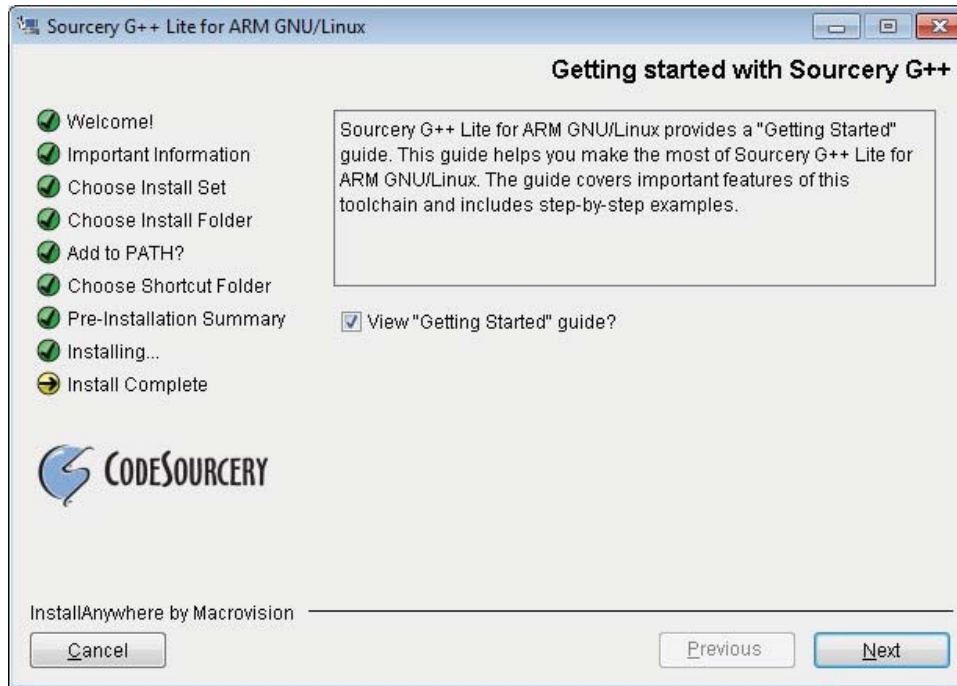 Sourcery G++ Lite for ARM GNU/Linux
Getting started with Sourcery G++
Welcome!
Important Information
Choose Install Set
Choose Install Folder
Add to PATH?
Choose Shortcut Folder
Pre-Installation Summary
Installing...
Install Complete
Sourcery G++ Lite for ARM GNU/Linux provides a "Getting Started"
guide. This guide helps you make the most of Sourcery G++ Lite for
ARM GNU/Linux. The guide covers important features of this
toolchain and includes step-by-step examples.
View "Getting Started" guide?
CODESOURCERY
InstallAnywhere by Macrovision
Cancel
Previous
Next